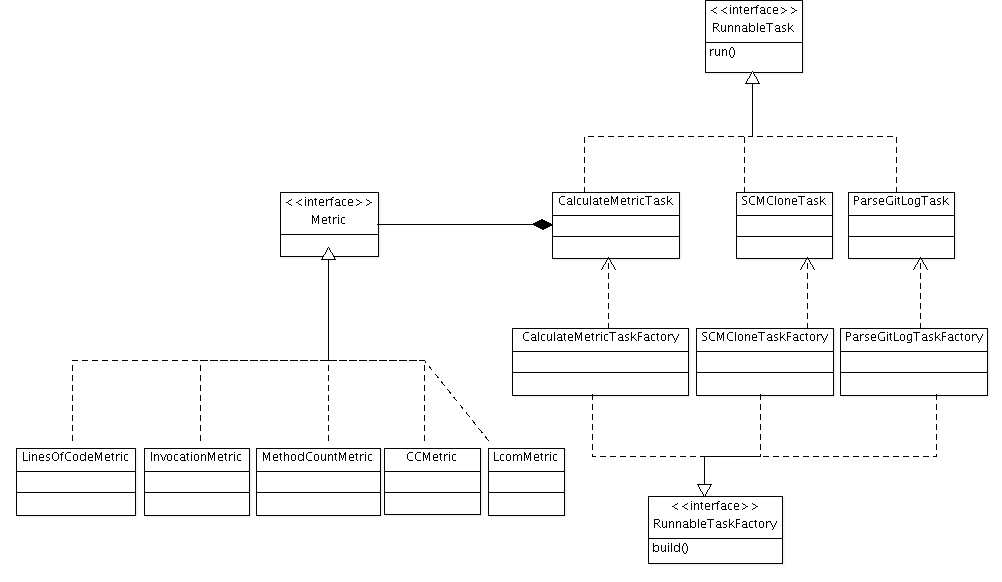 <<interface>>
RunnableTask
run()
<<interface>>
Metric
CalculateMetricTask
SCMCloneTask
ParseGitLogTask
CalculateMetricTaskFactory
SCMCloneTaskFactory
ParseGitLogTaskFactory
LinesOfCodeMetric
InvocationMetric
MethodCountMetric
CCMetric
LcomMetric
<<interface>>
RunnableTaskFactory
build()